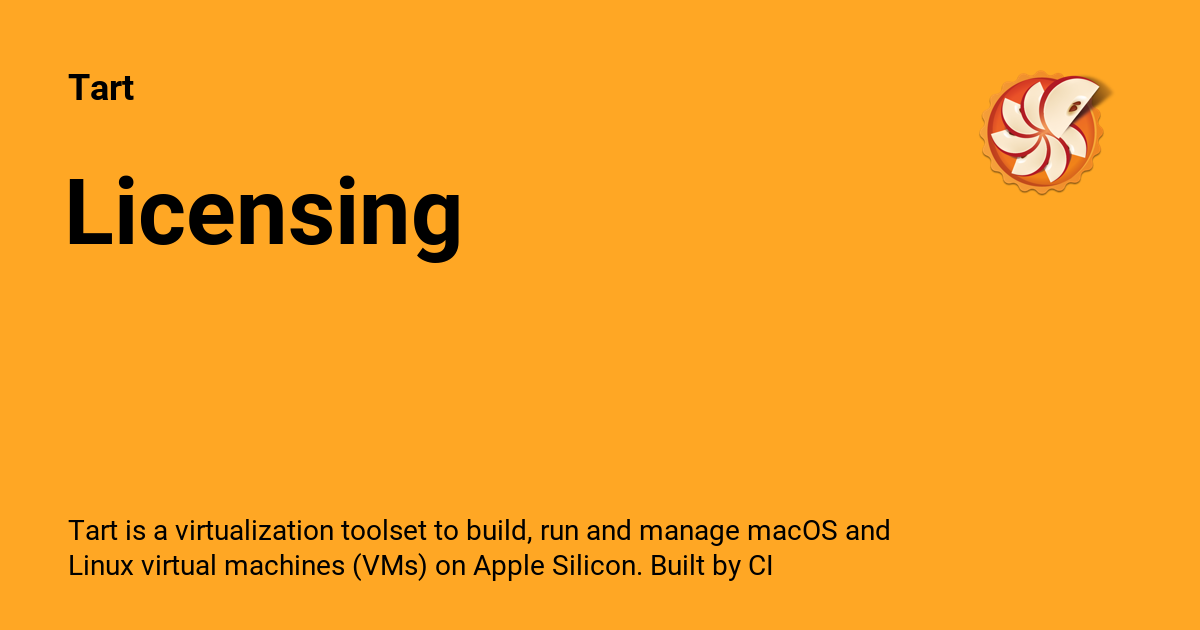 Tart
Licensing
Tart is a virtualization toolset to build, run and manage macOS and
Linux virtual machines (VMs) on Apple Silicon. Built by CI